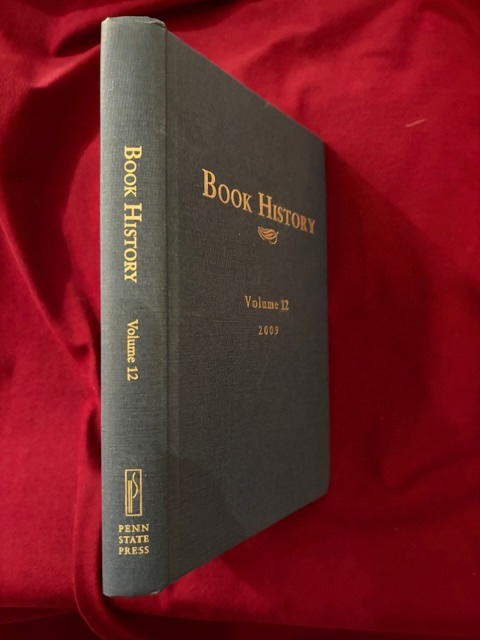 Book History
Volume 12
PENN
STATE
PRESS
Book History
Volume 12
2009